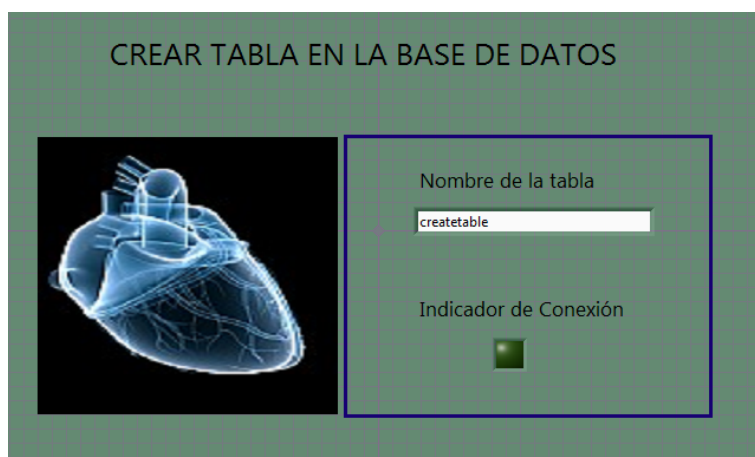 CREAR TABLA EN LA BASE DE DATOS
Nombre de la tabla
createtable
Indicador de Conexión